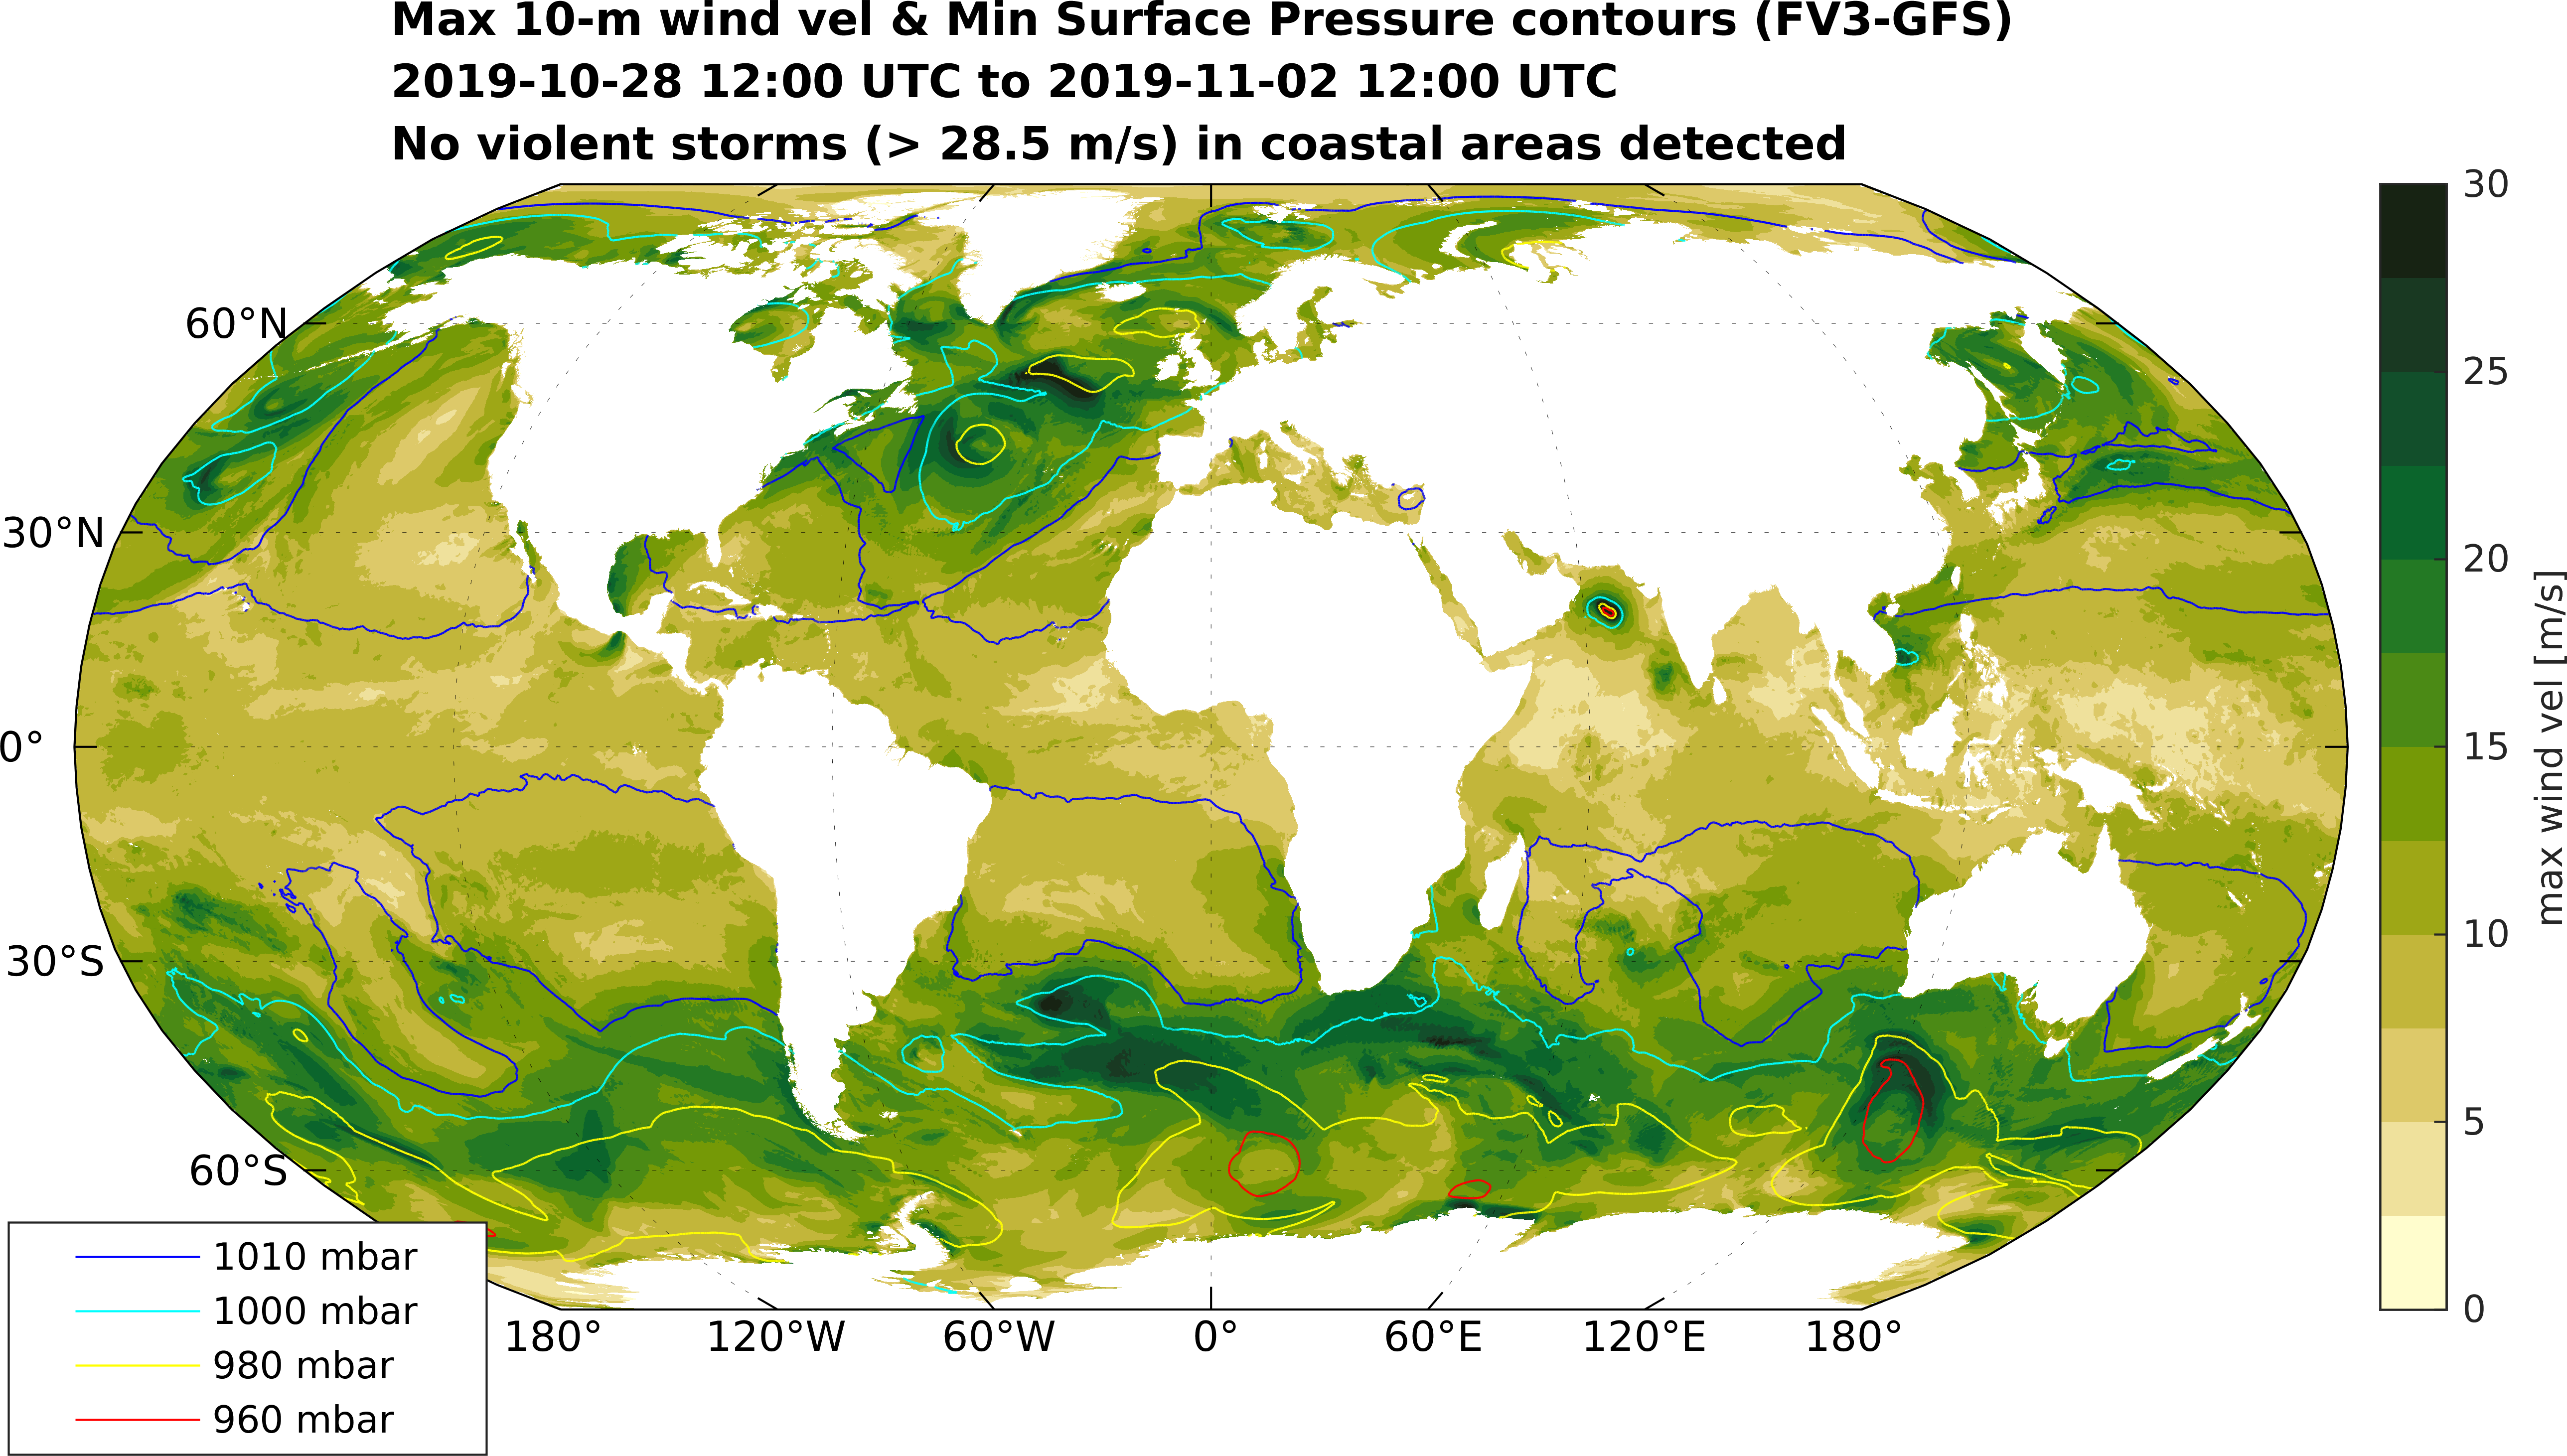 Max 10-m wind vel & Min Surface Pressure contours (FV3-GFS)
2019-10-28 12:00 UTC to 2019-11-02 12:00 UTC
No violent storms (> 28.5 m/s) in coastal areas detected
60°N
30°N
0°
30°S
60°S
180°
120°W
60°W
0°
60°E
120°E
180°
1010 mbar
1000 mbar
980 mbar
960 mbar
30
25
20
15
10
5
0
max wind vel [m/s]